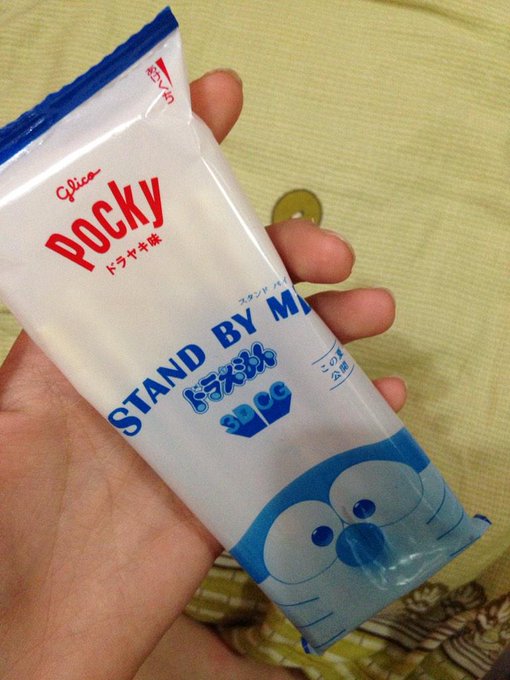 あけくち
Glico
Pocky
ドラヤキ味
スタンド バイ
STAND BY M
ドラえもん
3D CG
この夏
公開